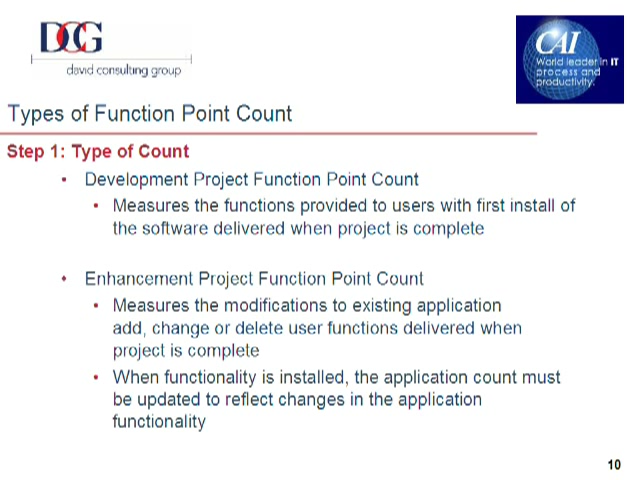 DCG
david consulting group
CAI
World leader in IT
process and
productivity.
Types of Function Point Count
Step 1: Type of Count
• Development Project Function Point Count
• Measures the functions provided to users with first install of
the software delivered when project is complete
• Enhancement Project Function Point Count
• Measures the modifications to existing application
add, change or delete user functions delivered when
project is complete
• When functionality is installed, the application count must
be updated to reflect changes in the application
functionality
10